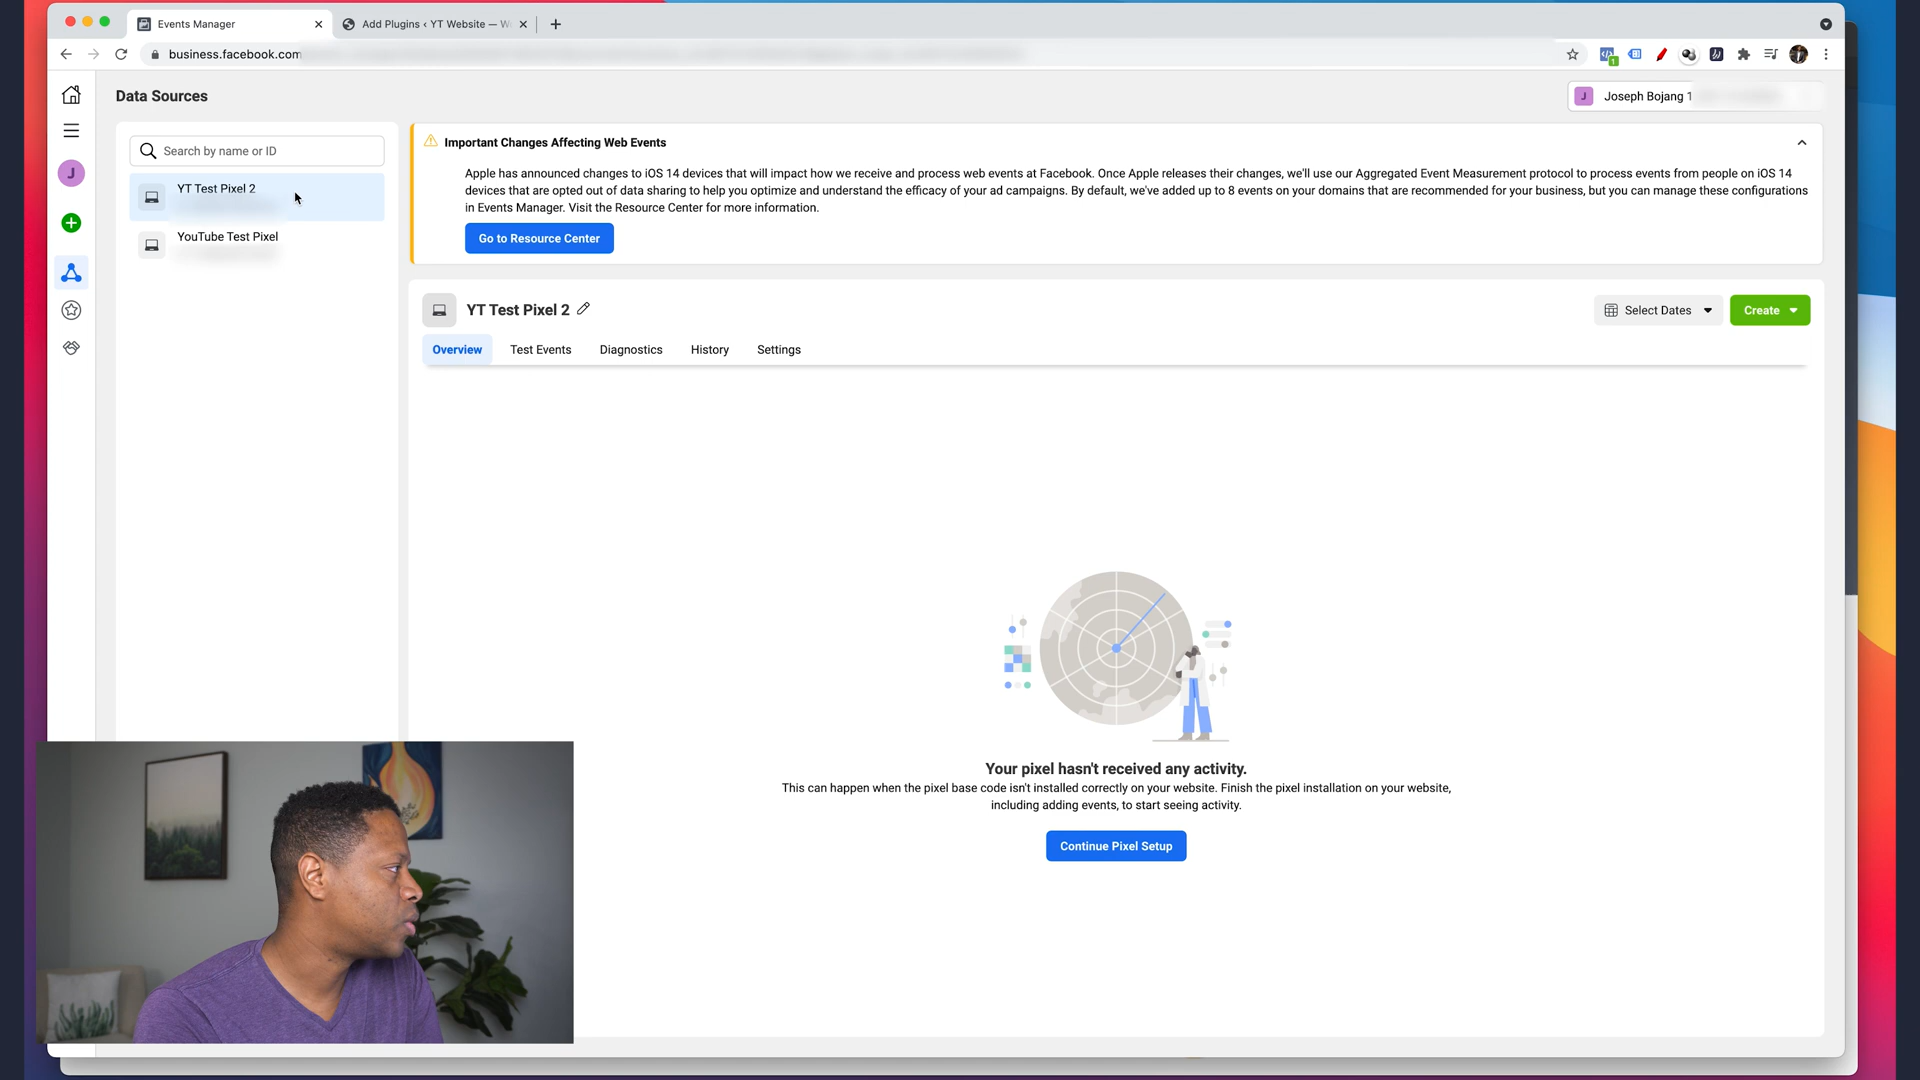 Events Manager
Add Plugins ‹ YT Website — W
business.facebook.com
1
Data Sources
J
Joseph Bojang 1
J
Search by name or ID
YT Test Pixel 2
YouTube Test Pixel
Important Changes Affecting Web Events
Apple has announced changes to iOS 14 devices that will impact how we receive and process web events at Facebook. Once Apple releases their changes, we'll use our Aggregated Event Measurement protocol to process events from people on iOS 14
devices that are opted out of data sharing to help you optimize and understand the efficacy of your ad campaigns. By default, we've added up to 8 events on your domains that are recommended for your business, but you can manage these configurations
in Events Manager. Visit the Resource Center for more information.
Go to Resource Center
YT Test Pixel 2
Select Dates
Create
Overview
Test Events
Diagnostics
History
Settings
Your pixel hasn't received any activity.
This can happen when the pixel base code isn't installed correctly on your website. Finish the pixel installation on your website,
including adding events, to start seeing activity.
Continue Pixel Setup